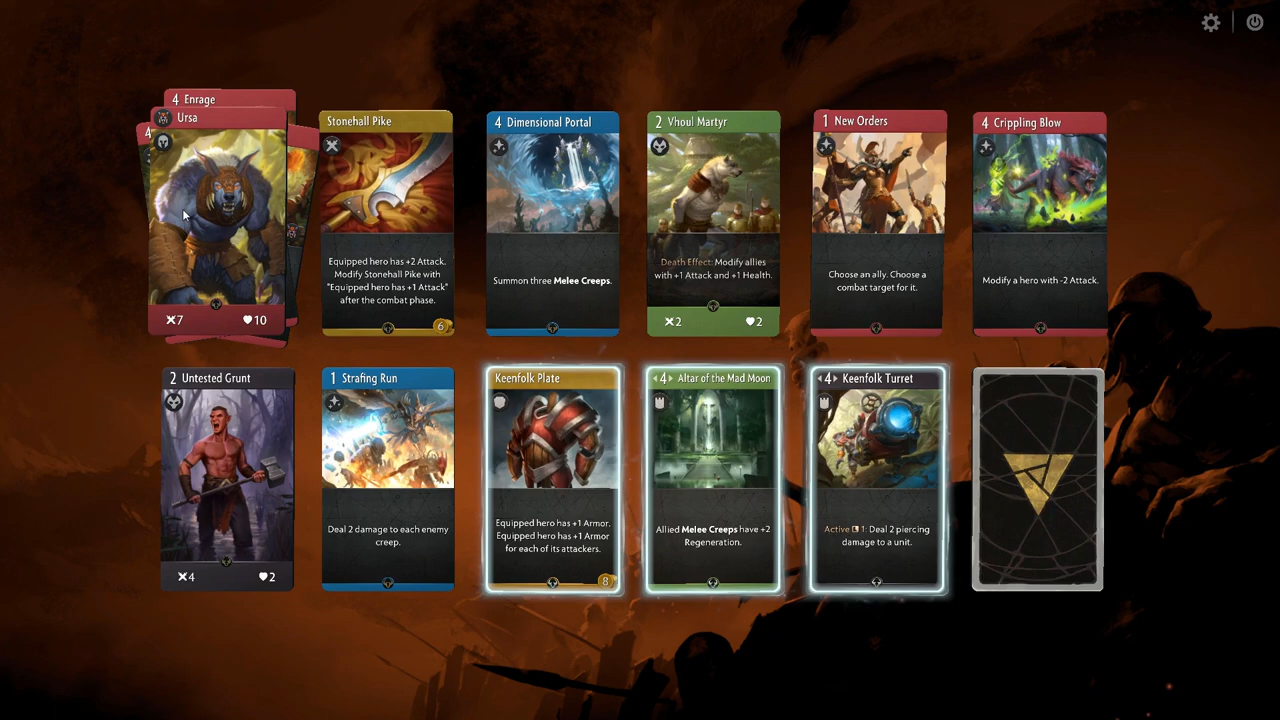 4 Enrage
Ursa
4
7
10
Stonehall Pike
Equipped hero has +2 Attack.
Modify Stonehall Pike with
"Equipped hero has +1 Attack"
after the combat phase.
6
4 Dimensional Portal
Summon three Melee Creeps.
2 Vhoul Martyr
Death Effect: Modify allies
with +1 Attack and +1 Health.
2
2
1 New Orders
Choose an ally. Choose a
combat target for it.
4 Crippling Blow
Modify a hero with -2 Attack.
2 Untested Grunt
4
2
1 Strafing Run
Deal 2 damage to each enemy
creep.
Keenfolk Plate
Equipped hero has +1 Armor.
Equipped hero has +1 Armor
for each of its attackers.
8
4 Altar of the Mad Moon
Allied Melee Creeps have +2
Regeneration.
4 Keenfolk Turret
Active 1: Deal 2 piercing
damage to a unit.